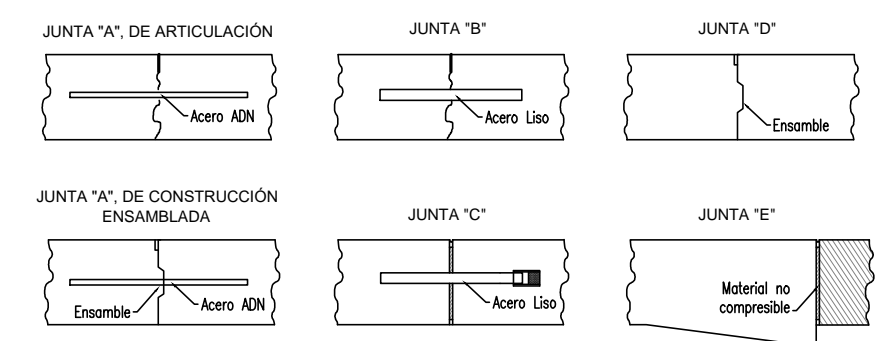 JUNTA "A", DE ARTICULACIÓN
Acero ADN
JUNTA "B"
Acero Liso
JUNTA "D"
Ensamble
JUNTA "A", DE CONSTRUCCIÓN
ENSAMBLADA
Ensamble
Acero ADN
JUNTA "C"
Acero Liso
JUNTA "E"
Material no
compresible